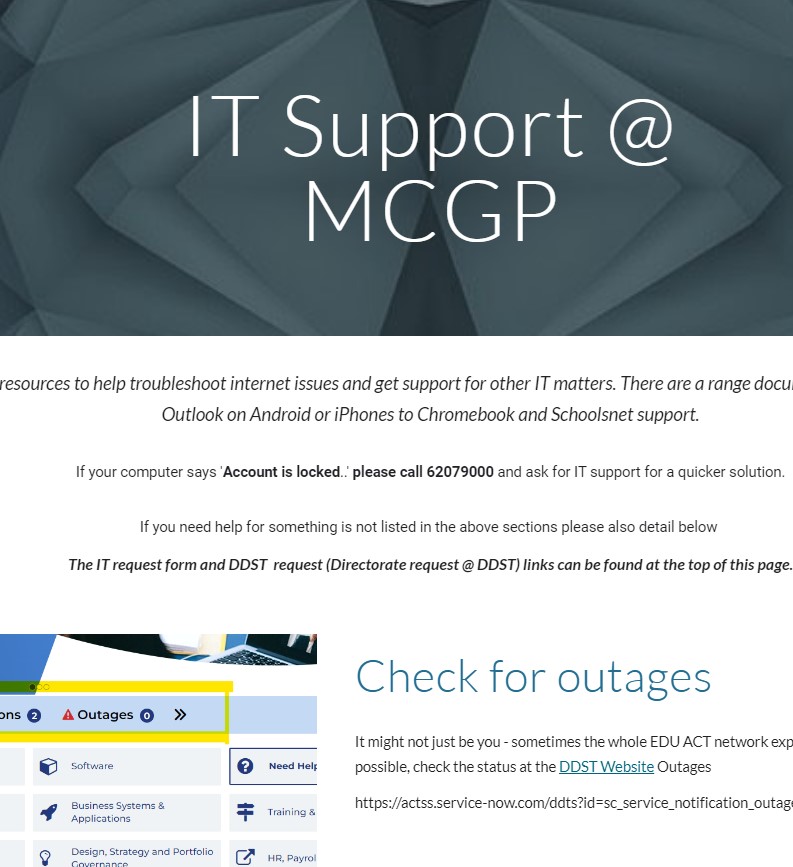 IT Support @
MCGP
resources to help troubleshoot internet issues and get support for other IT matters. There are a range
Outlook on Android or iPhones to Chromebook and Schoolsnet support.
If your computer says 'Account is locked..' please call 62079000 and ask for IT support for a quicker solution.
If you need help for something is not listed in the above sections please also detail below
The IT request form and DDST request (Directorate request @ DDST) links can be found at the top of this page.
ons 2 Outages 0 »
Software
Need Help
Business Systems &
Applications
Training &
Design, Strategy and Portfolio
Governance
HR, Payrol
Check for outages
It might not just be you - sometimes the whole EDU ACT network exp
possible, check the status at the DDST Website Outages
https://actss.service-now.com/ddts?id=sc_service_notification_outag